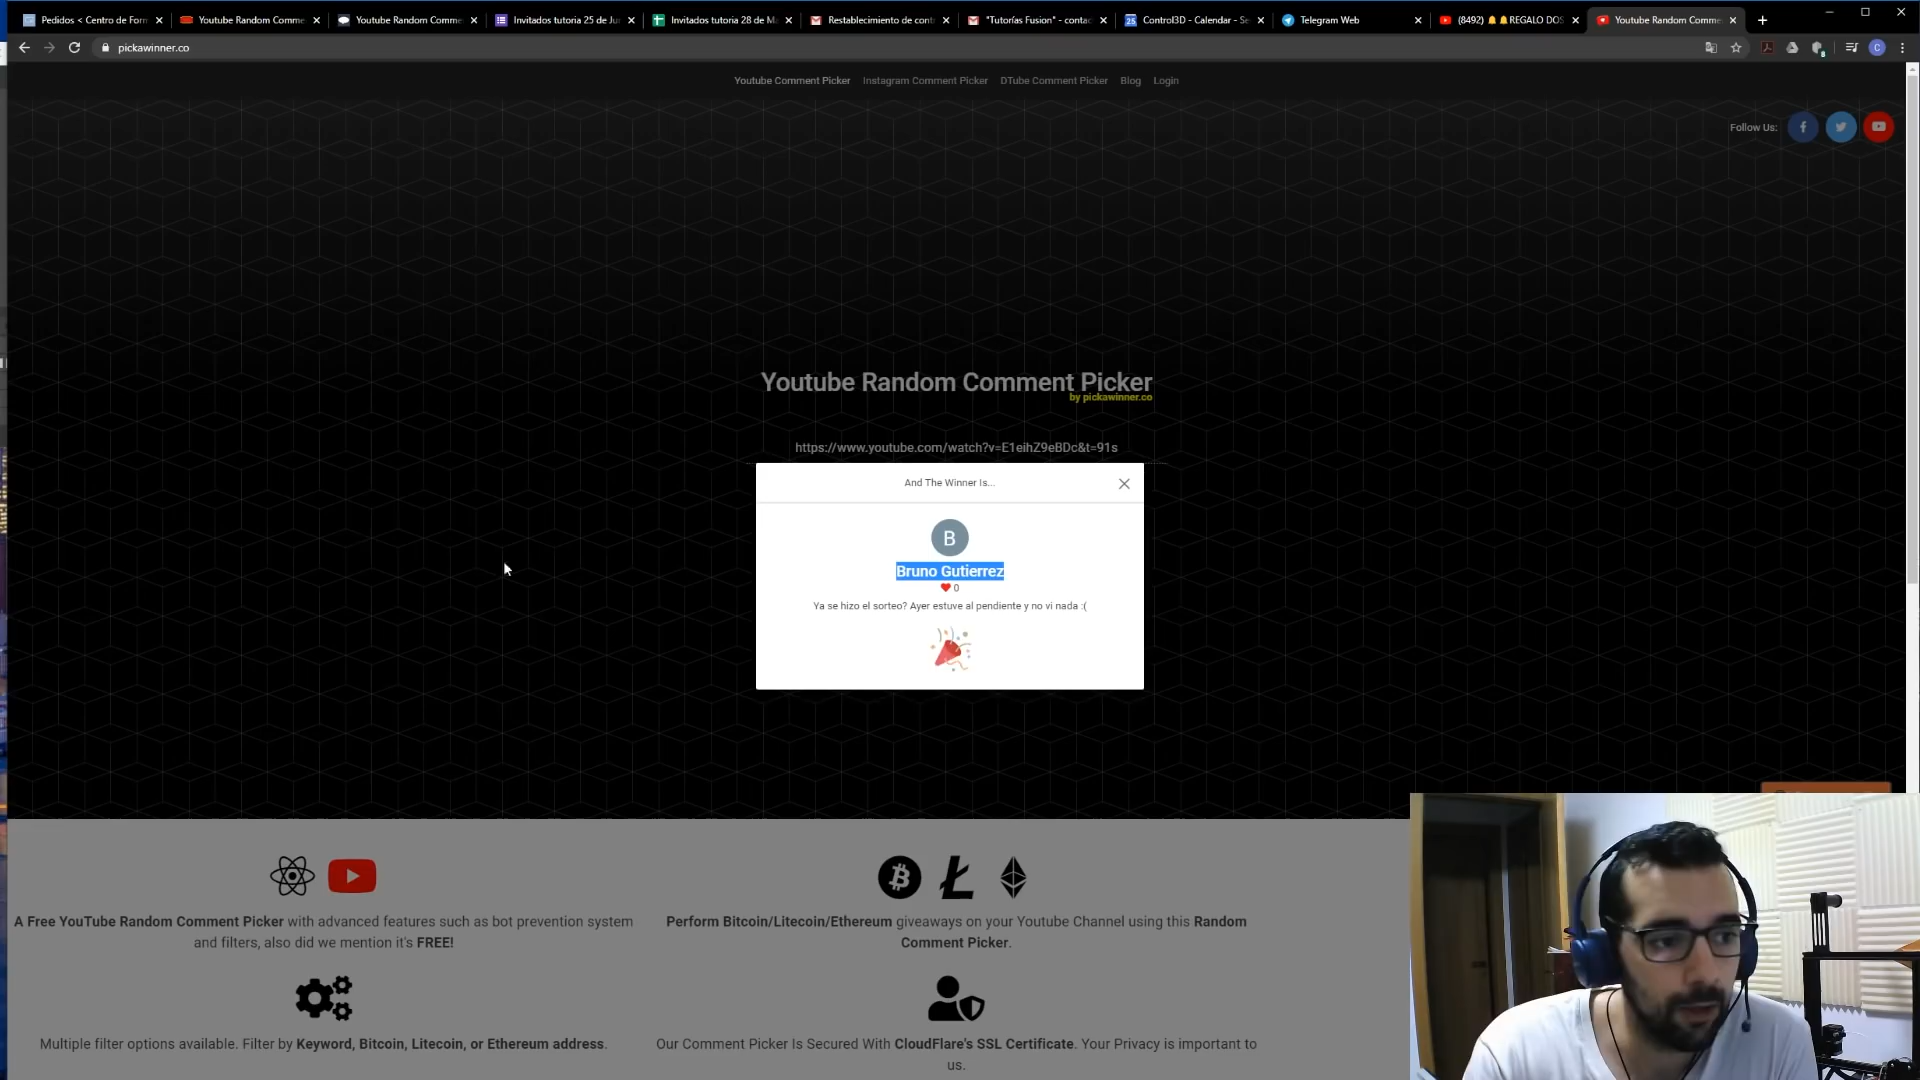 Pedidos < Centro de Form
Youtube Random Comme
Youtube Random Comme
Invitados tutoria 25 de Ju
Invitados tutoria 28 de M
Restablecimiento de cont
"Tutorías Fusion" - conta
Control3D - Calendar - Se
Telegram Web
(8492) 🔔🔔REGALO DOS
Youtube Random Comme
pickawinner.co
Youtube Comment Picker
Instagram Comment Picker
DTube Comment Picker
Blog
Login
Follow Us:
Youtube Random Comment Picker
by pickawinner.co
https://www.youtube.com/watch?v=E1eihZ9eBDc&t=91s
And The Winner Is...
B
Bruno Gutierrez
0
Ya se hizo el sorteo? Ayer estuve al pendiente y no vi nada :(
A Free YouTube Random Comment Picker with advanced features such as bot prevention system
and filters, also did we mention it's FREE!
Perform Bitcoin/Litecoin/Ethereum giveaways on your Youtube Channel using this Random
Comment Picker.
Multiple filter options available. Filter by Keyword, Bitcoin, Litecoin, or Ethereum address.
Our Comment Picker Is Secured With CloudFlare's SSL Certificate. Your Privacy is important to
us.